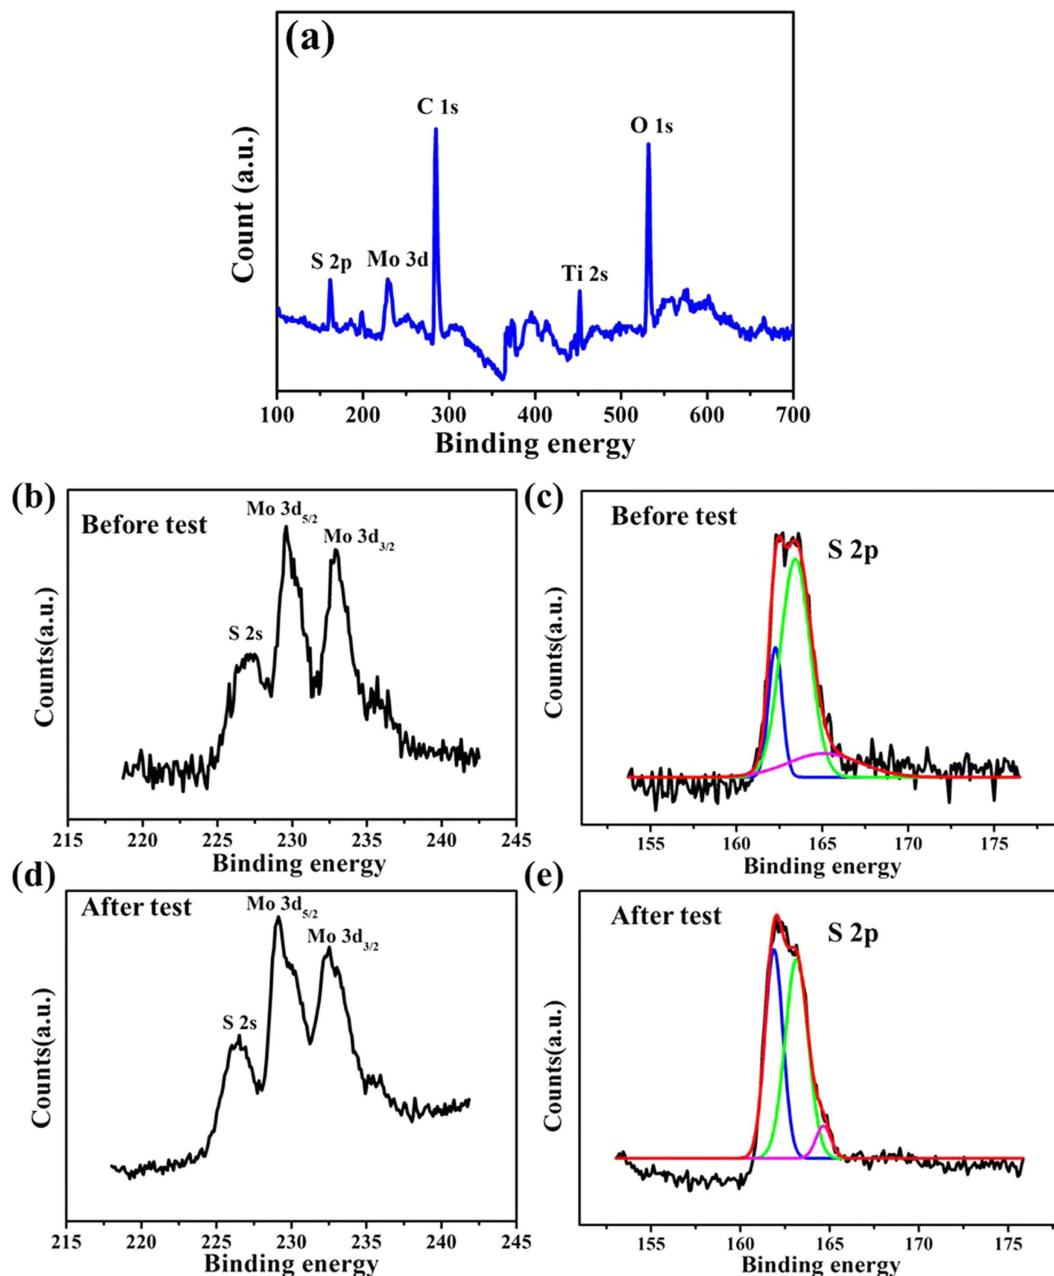 (a)
C 1s
O 1s
S 2p
Mo 3d
Ti 2s
Count (a.u.)
100 200 300 400 500 600 700
Binding energy
(b)
Before test
Mo 3d5/2
Mo 3d3/2
S 2s
Counts(a.u.)
215 220 225 230 235 240 245
Binding energy
(c)
Before test
S 2p
Counts(a.u.)
155 160 165 170 175
Binding energy
(d)
After test
Mo 3d5/2
Mo 3d3/2
S 2s
Counts(a.u.)
215 220 225 230 235 240 245
Binding energy
(e)
After test
S 2p
Counts(a.u.)
155 160 165 170 175
Binding energy